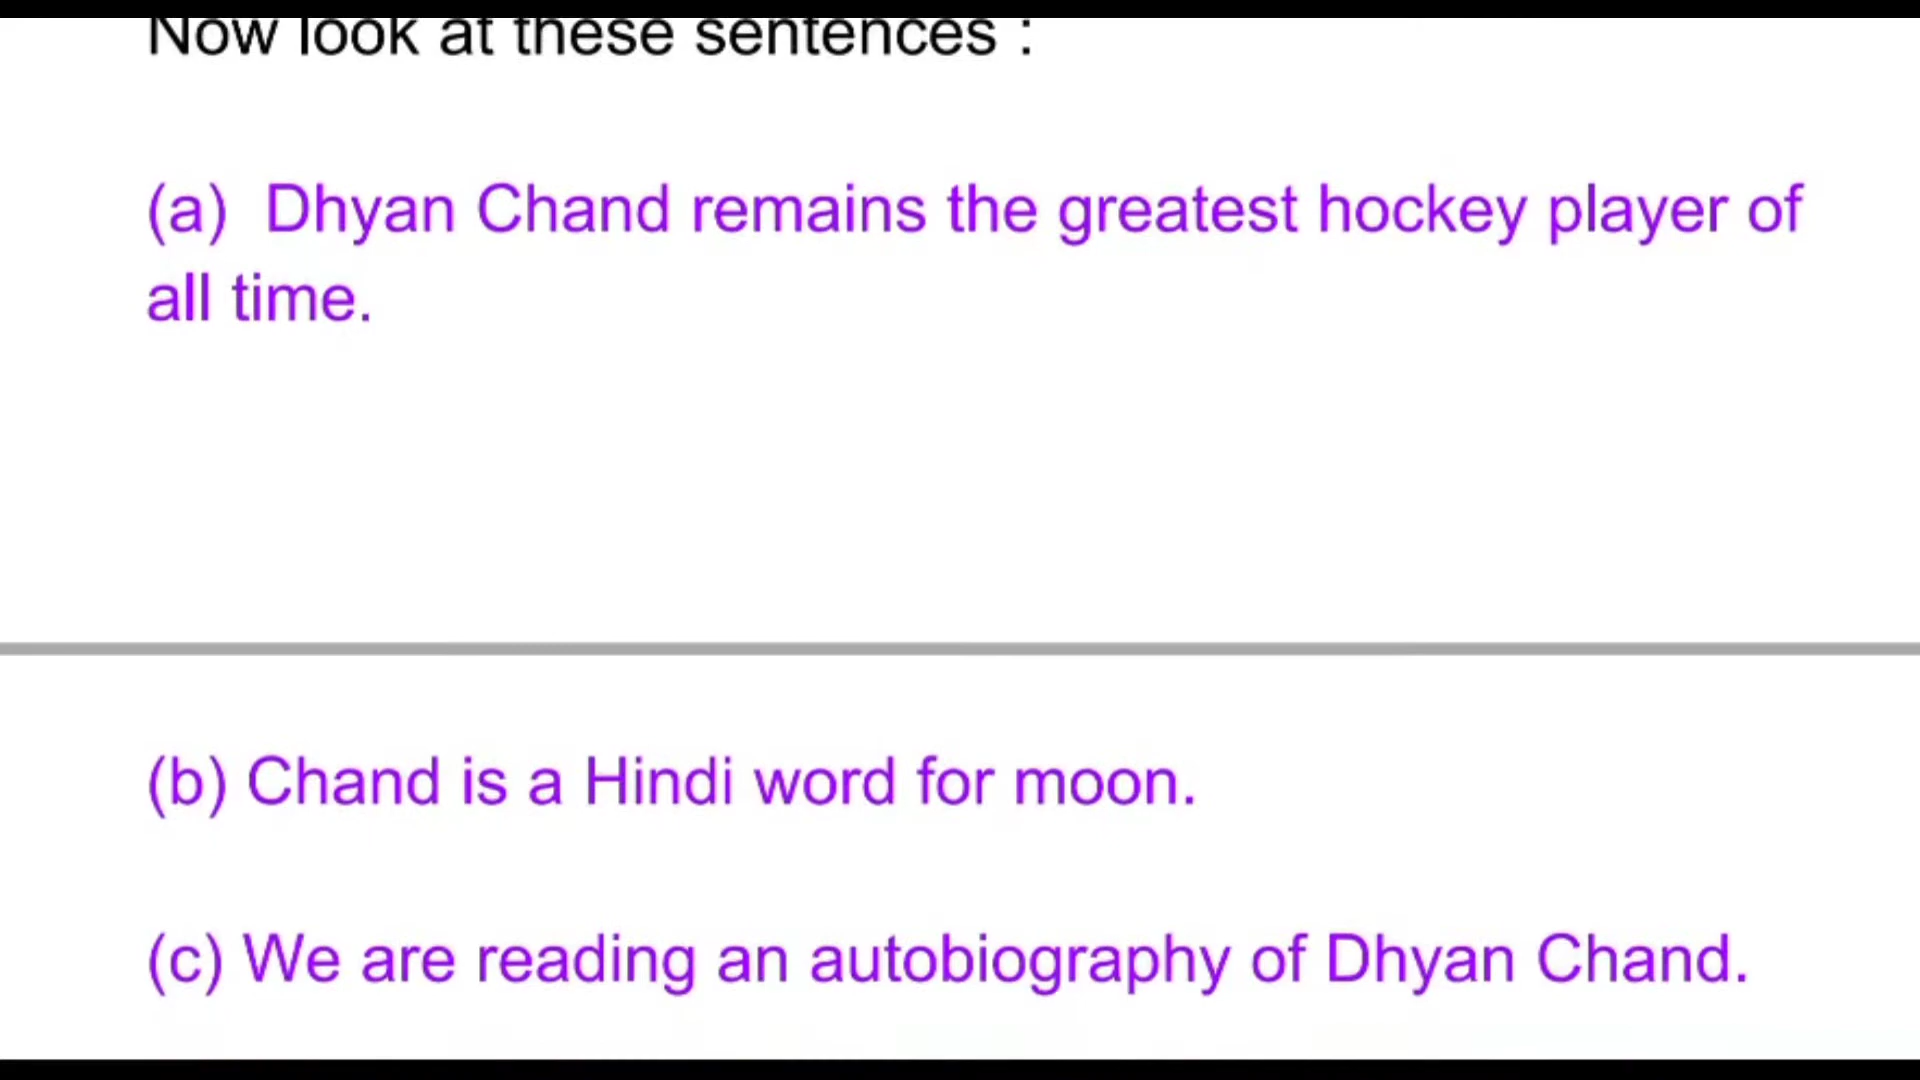 Now look at these sentences :
(a) Dhyan Chand remains the greatest hockey player of
all time.
(b) Chand is a Hindi word for moon.
(c) We are reading an autobiography of Dhyan Chand.